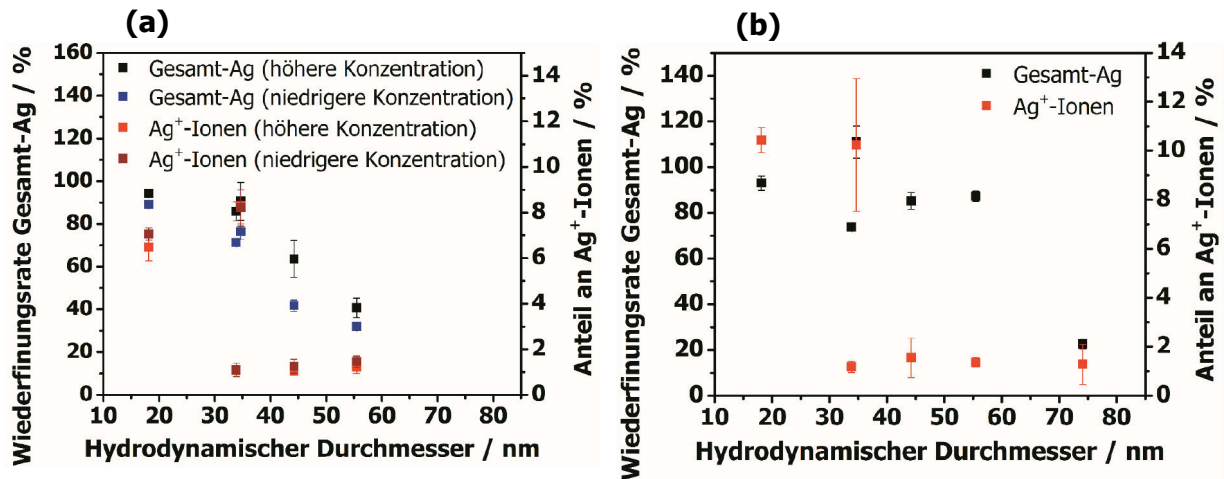 (a)
Wiederfinungsrate Gesamt-Ag / %
160
140
120
100
80
60
40
20
0
Gesamt-Ag (höhere Konzentration)
Gesamt-Ag (niedrigere Konzentration)
Ag⁺-Ionen (höhere Konzentration)
Ag⁺-Ionen (niedrigere Konzentration)
14
12
10
8
6
4
2
0
Anteil an Ag⁺-Ionen / %
10 20 30 40 50 60 70 80
Hydrodynamischer Durchmesser / nm
(b)
Wiederfinungsrate Gesamt-Ag / %
140
120
100
80
60
40
20
0
Gesamt-Ag
Ag⁺-Ionen
14
12
10
8
6
4
2
0
Anteil an Ag⁺-Ionen / %
10 20 30 40 50 60 70 80
Hydrodynamischer Durchmesser / nm